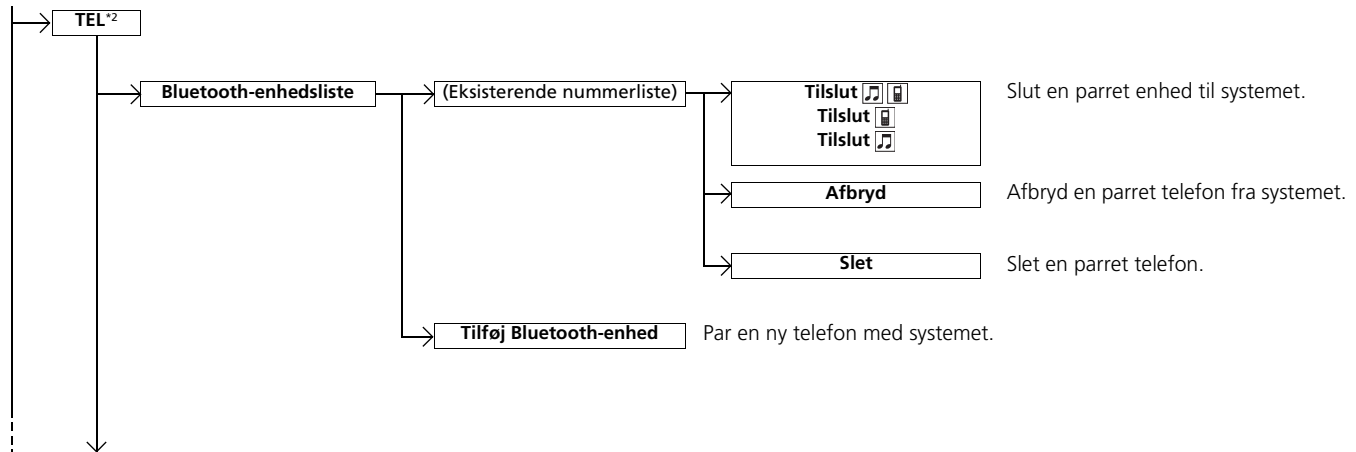 TEL*2
Bluetooth-enhedsliste
(Eksisterende nummerliste)
Tilslut
Tilslut
Tilslut
Slut en parret enhed til systemet.
Afbryd
Afbryd en parret telefon fra systemet.
Slet
Slet en parret telefon.
Tilføj Bluetooth-enhed
Par en ny telefon med systemet.